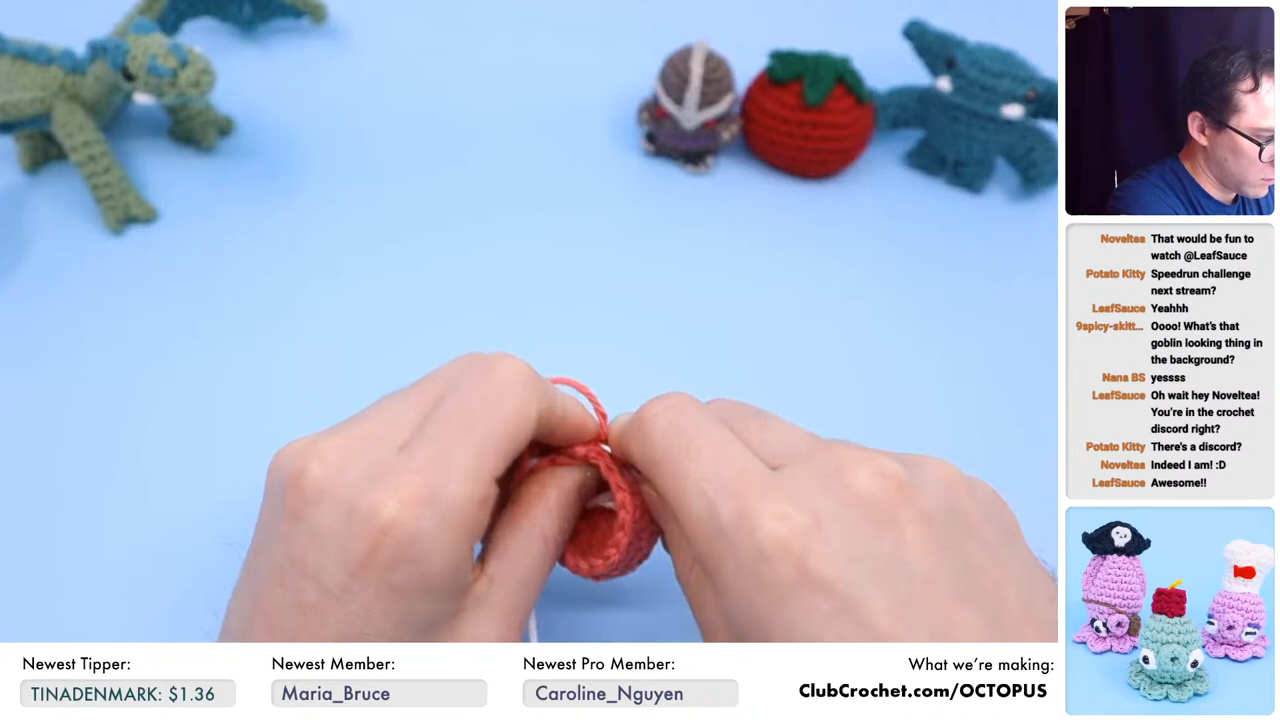 Noveltea That would be fun to
watch @LeafSauce
Potato Kitty Speedrun challenge
next stream?
LeafSauce Yeahhh
9spicy-skitt... Oooo! What's that
goblin looking thing in
the background?
Nana BS yessss
LeafSauce Oh wait hey Noveltea!
You're in the crochet
discord right?
Potato Kitty There's a discord?
Noveltea Indeed I am! :D
LeafSauce Awesome!!
Newest Tipper:
TINADENMARK: $1.36
Newest Member:
Maria_Bruce
Newest Pro Member:
Caroline_Nguyen
What we're making:
ClubCrochet.com/OCTOPUS